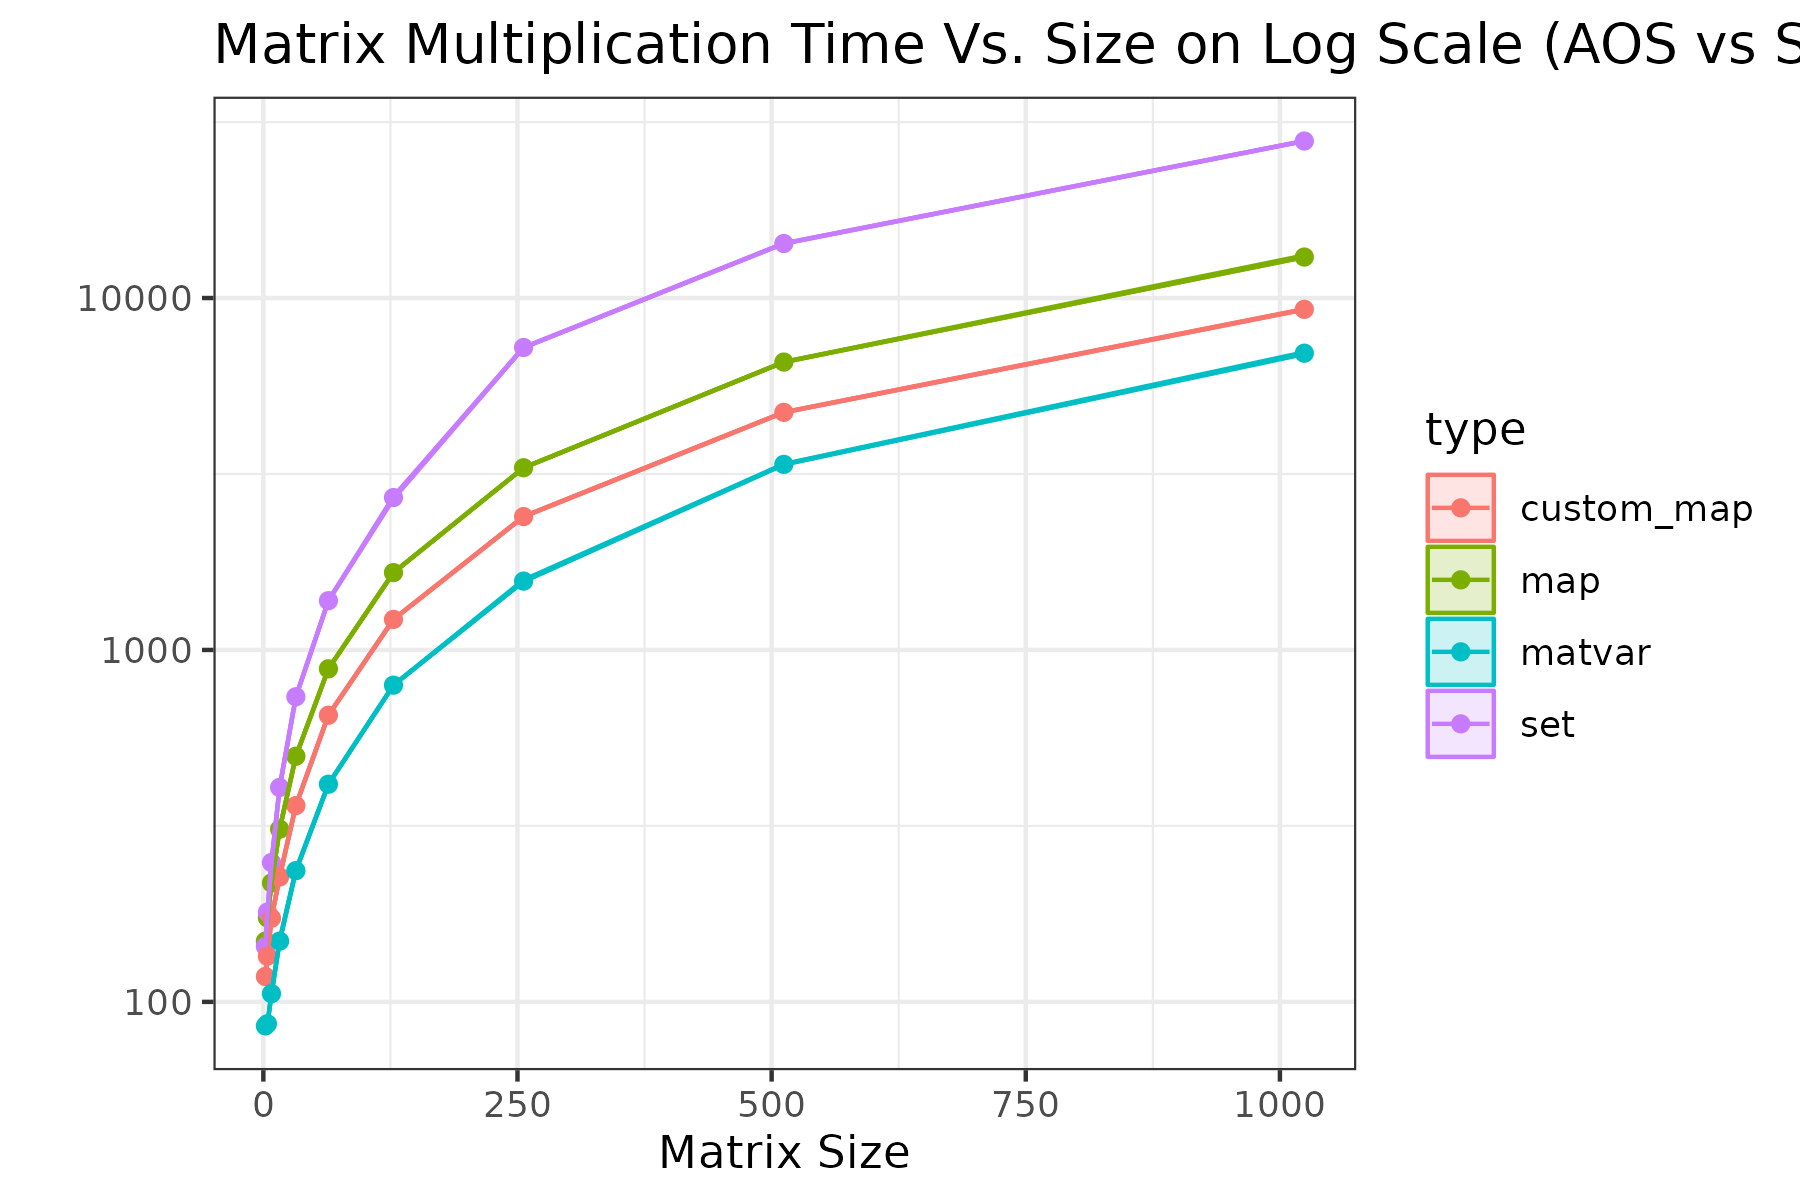 Matrix Multiplication Time Vs. Size on Log Scale (AOS vs S
10000
1000
100
0 250 500 750 1000
Matrix Size
type
custom_map
map
matvar
set